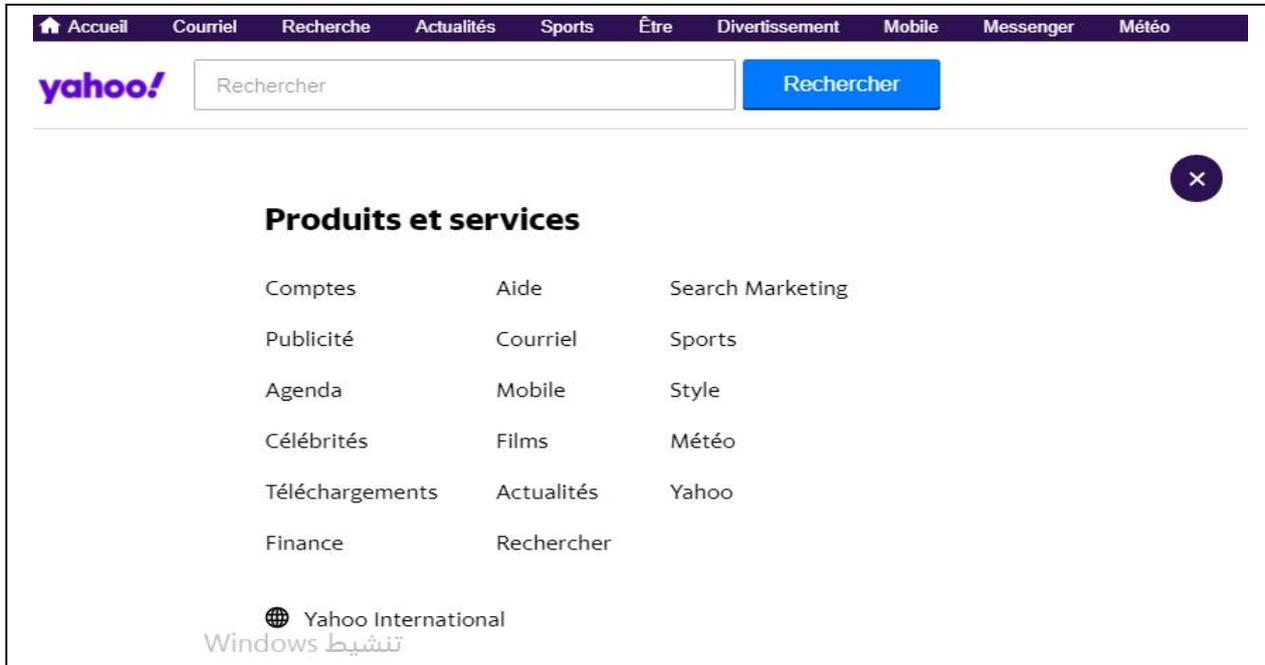 Accueil Courriel Recherche Actualités Sports Être Divertissement Mobile Messenger Météo
yahoo! Rechercher Rechercher
Produits et services
Comptes Aide Search Marketing
Publicité Courriel Sports
Agenda Mobile Style
Célébrités Films Météo
Téléchargements Actualités Yahoo
Finance Rechercher
Yahoo International
تنشيط Windows